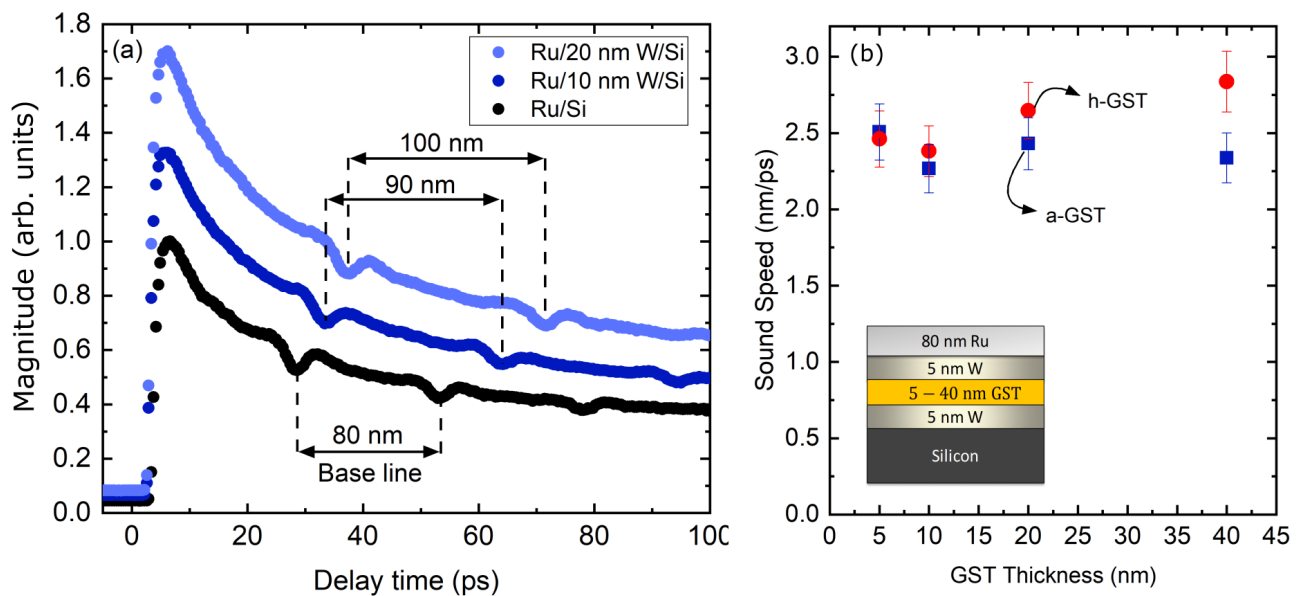 (a)
Ru/20 nm W/Si
Ru/10 nm W/Si
Ru/Si
100 nm
90 nm
80 nm
Base line
1.8
1.6
1.4
1.2
1.0
0.8
0.6
0.4
0.2
0.0
0 20 40 60 80 100
Magnitude (arb. units)
Delay time (ps)
(b)
h-GST
a-GST
80 nm Ru
5 nm W
5 − 40 nm GST
5 nm W
Silicon
3.0
2.5
2.0
1.5
1.0
0.5
0.0
0 5 10 15 20 25 30 35 40 45
Sound Speed (nm/ps)
GST Thickness (nm)